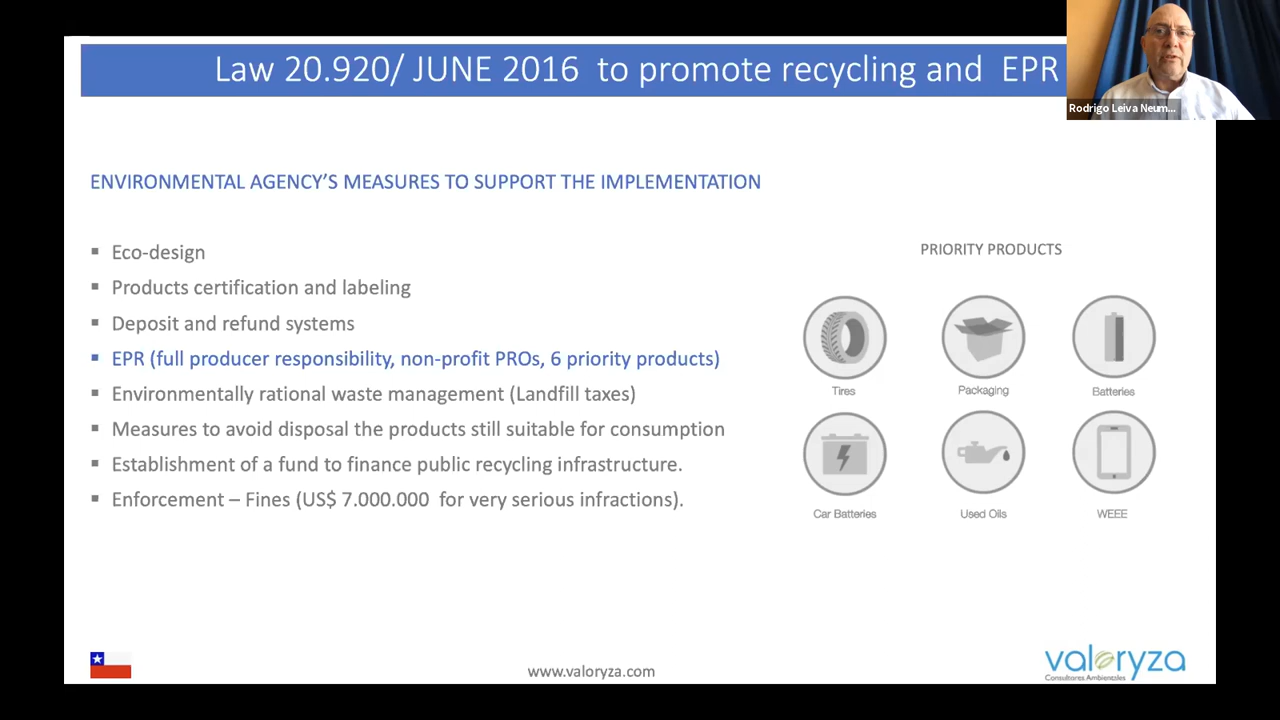 Law 20.920/ JUNE 2016 to promote recycling and EPR
Rodrigo Leiva Neum...
ENVIRONMENTAL AGENCY'S MEASURES TO SUPPORT THE IMPLEMENTATION
▪ Eco-design
▪ Products certification and labeling
▪ Deposit and refund systems
▪ EPR (full producer responsibility, non-profit PROs, 6 priority products)
▪ Environmentally rational waste management (Landfill taxes)
▪ Measures to avoid disposal the products still suitable for consumption
▪ Establishment of a fund to finance public recycling infrastructure.
▪ Enforcement – Fines (US$ 7.000.000 for very serious infractions).
PRIORITY PRODUCTS
Tires
Packaging
Batteries
Car Batteries
Used Oils
WEEE
www.valoryza.com
valoryza
Consultores Ambientales